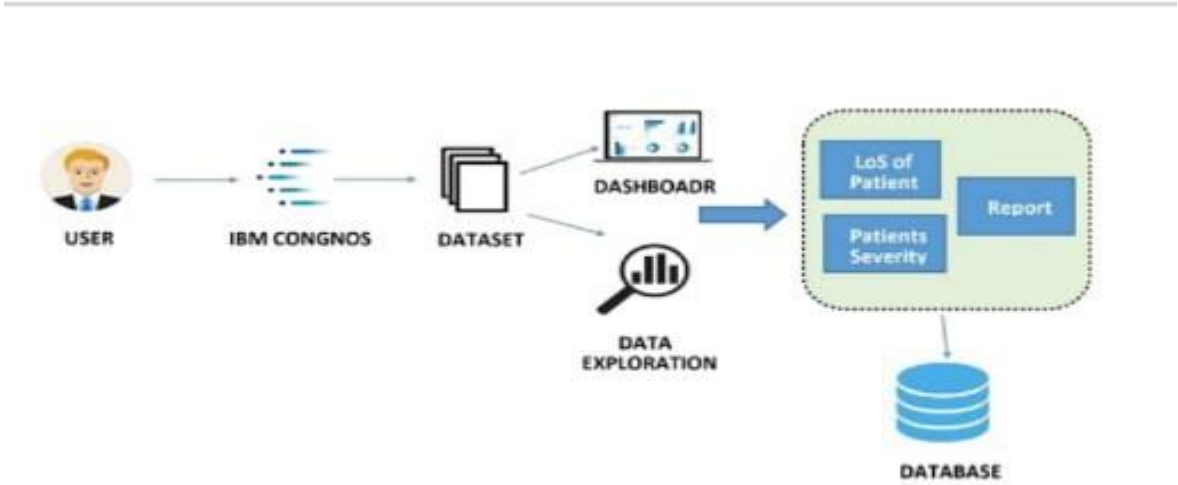 USER
IBM CONGNOS
DATASET
DASHBOADR
DATA
EXPLORATION
LoS of
Patient
Patients
Severity
Report
DATABASE